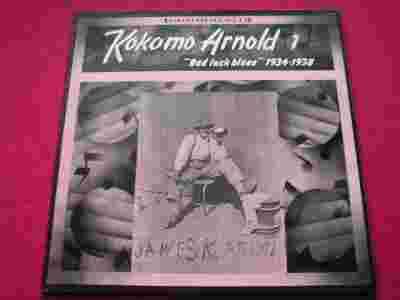 Kokomo Arnold 1
"Bad luck blues" 1934-1938
JAMES K ARNOLD